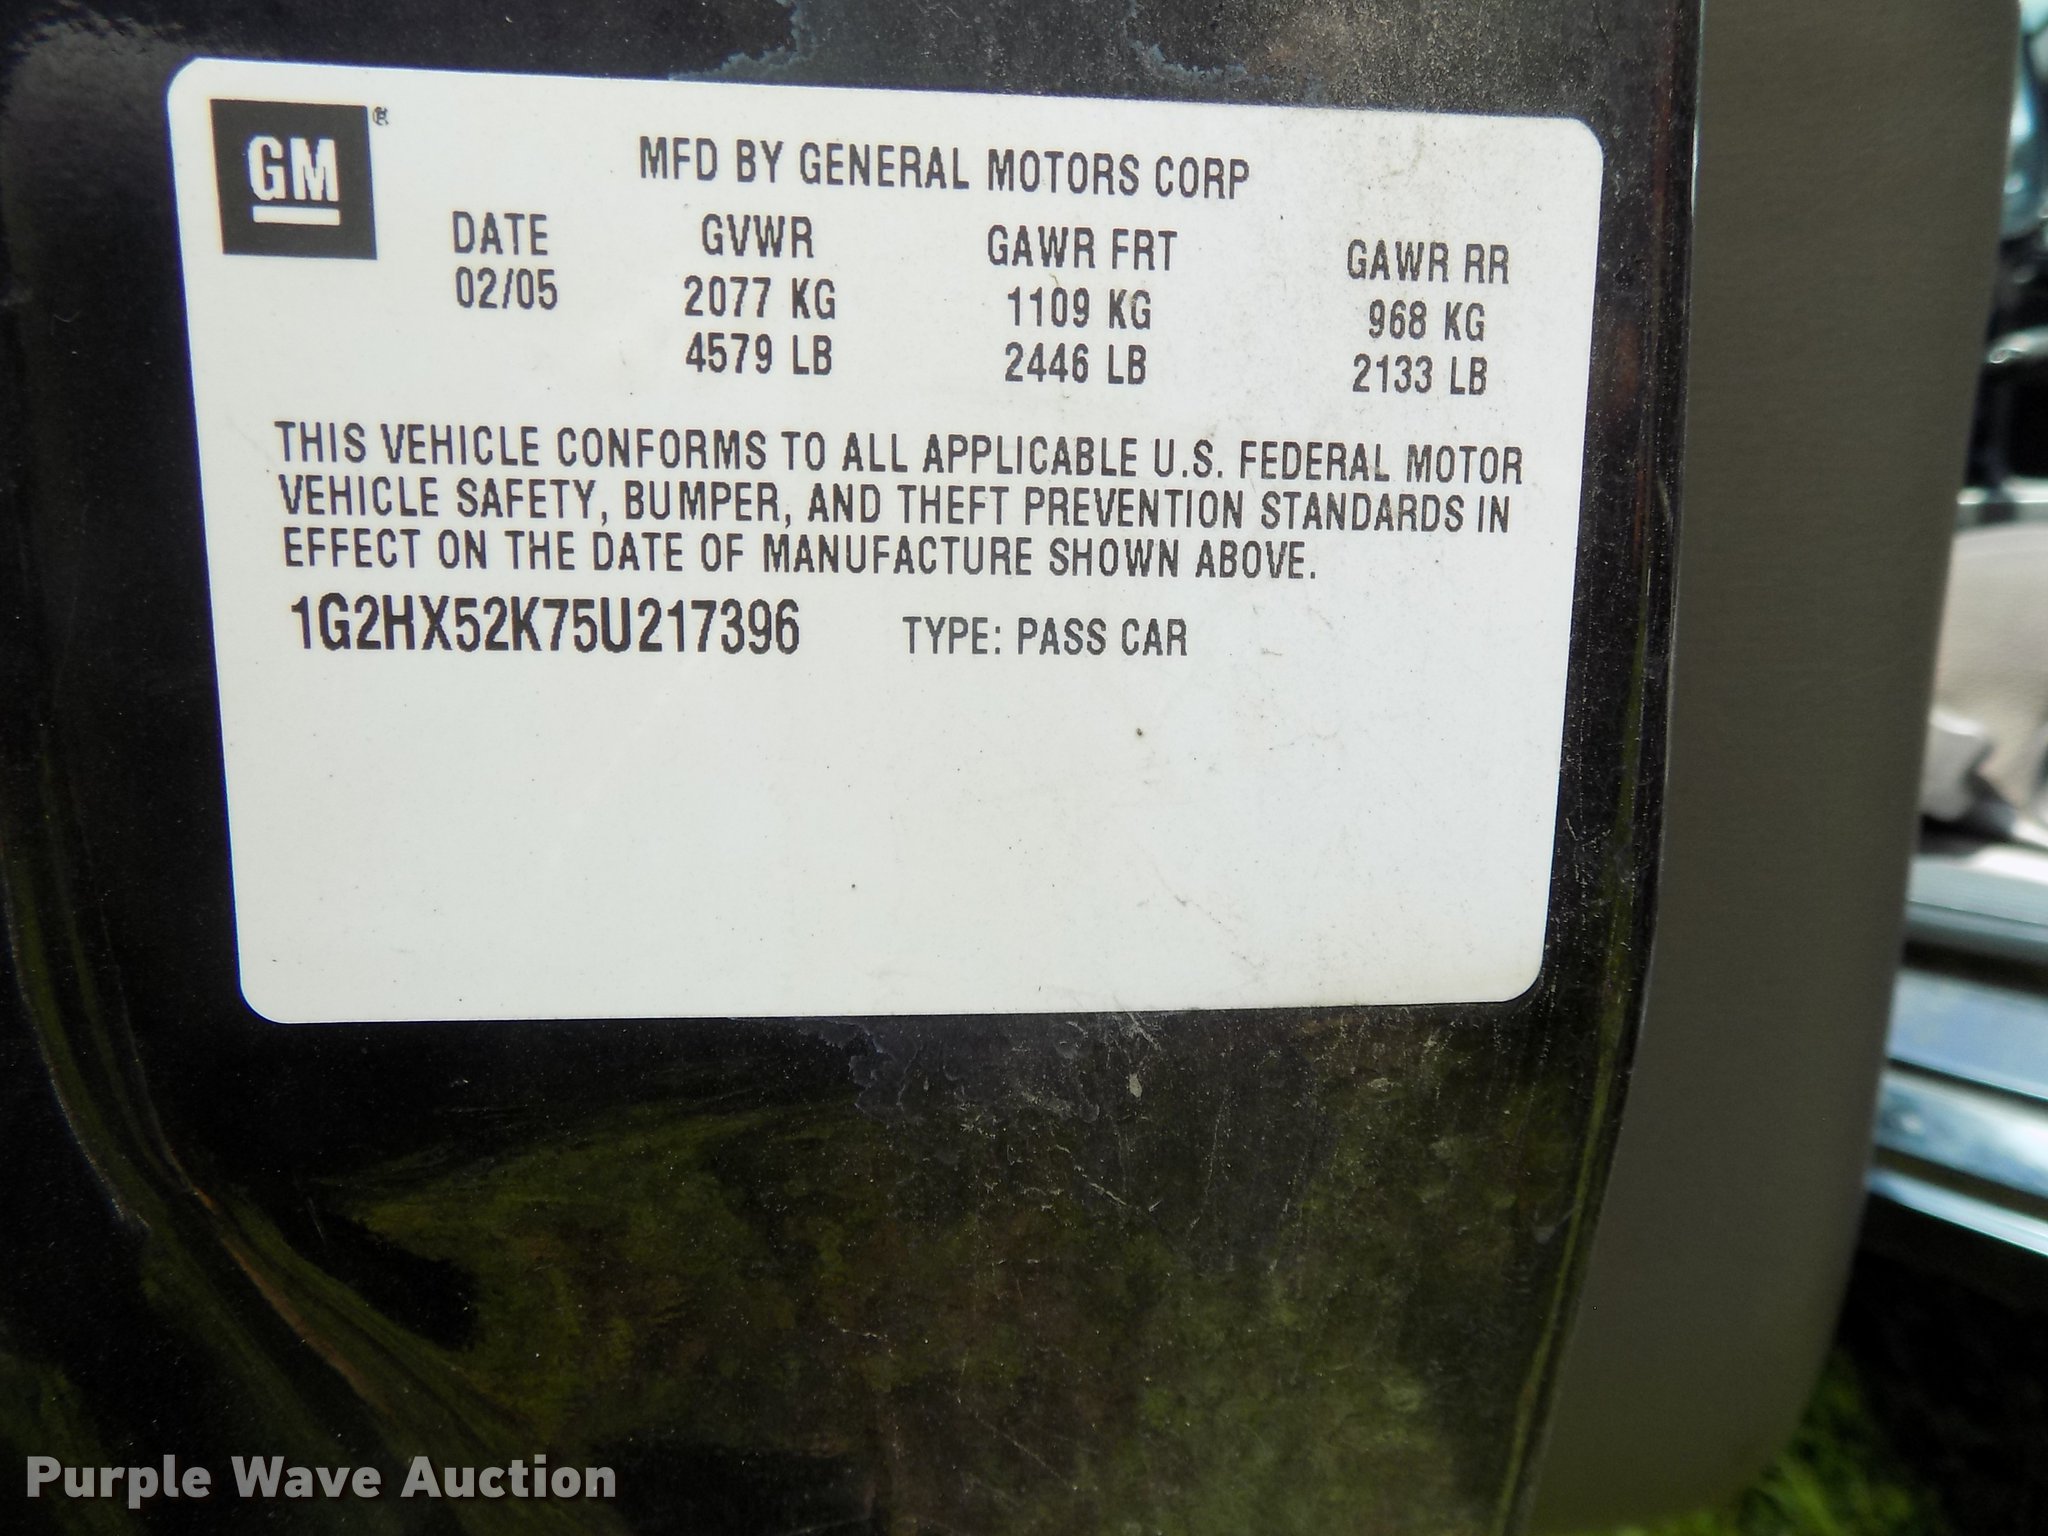 GM ®
MFD BY GENERAL MOTORS CORP
DATE GVWR GAWR FRT GAWR RR
02/05 2077 KG 1109 KG 968 KG
4579 LB 2446 LB 2133 LB
THIS VEHICLE CONFORMS TO ALL APPLICABLE U.S. FEDERAL MOTOR
VEHICLE SAFETY, BUMPER, AND THEFT PREVENTION STANDARDS IN
EFFECT ON THE DATE OF MANUFACTURE SHOWN ABOVE.
1G2HX52K75U217396 TYPE: PASS CAR
Purple Wave Auction